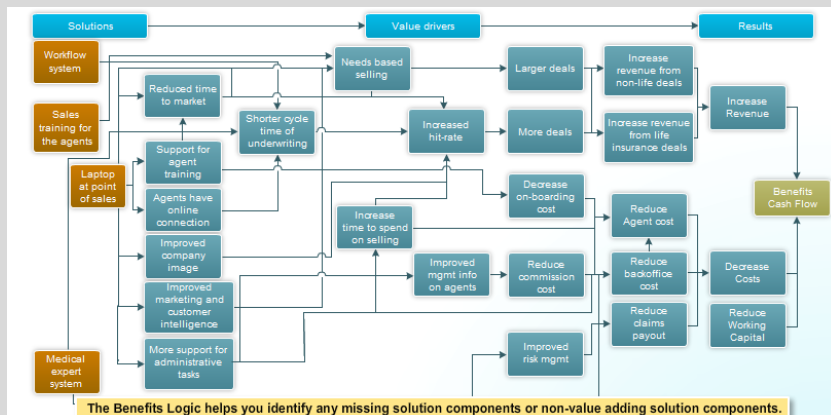 Solutions
Value drivers
Results
Workflow
system
Needs based
selling
Larger deals
Increase
revenue from
non-life deals
Reduced time
to market
Increase
Revenue
Sales
training for
the agents
Shorter cycle
time of
underwriting
Increased
hit-rate
More deals
Increase revenue
from life
insurance deals
Support for
agent
training
Laptop
at point
of sales
Decrease
on-boarding
cost
Benefits
Cash Flow
Agents have
online
connection
Increase
time to spend
on selling
Reduce
Agent cost
Improved
company
image
Improved
mgmt info
on agents
Reduce
commission
cost
Reduce
backoffice
cost
Decrease
Costs
Improved
marketing and
customer
intelligence
Reduce
claims
payout
Reduce
Working
Capital
More support for
administrative
tasks
Improved
risk mgmt
Medical
expert
system
The Benefits Logic helps you identify any missing solution components or non-value adding solution components.